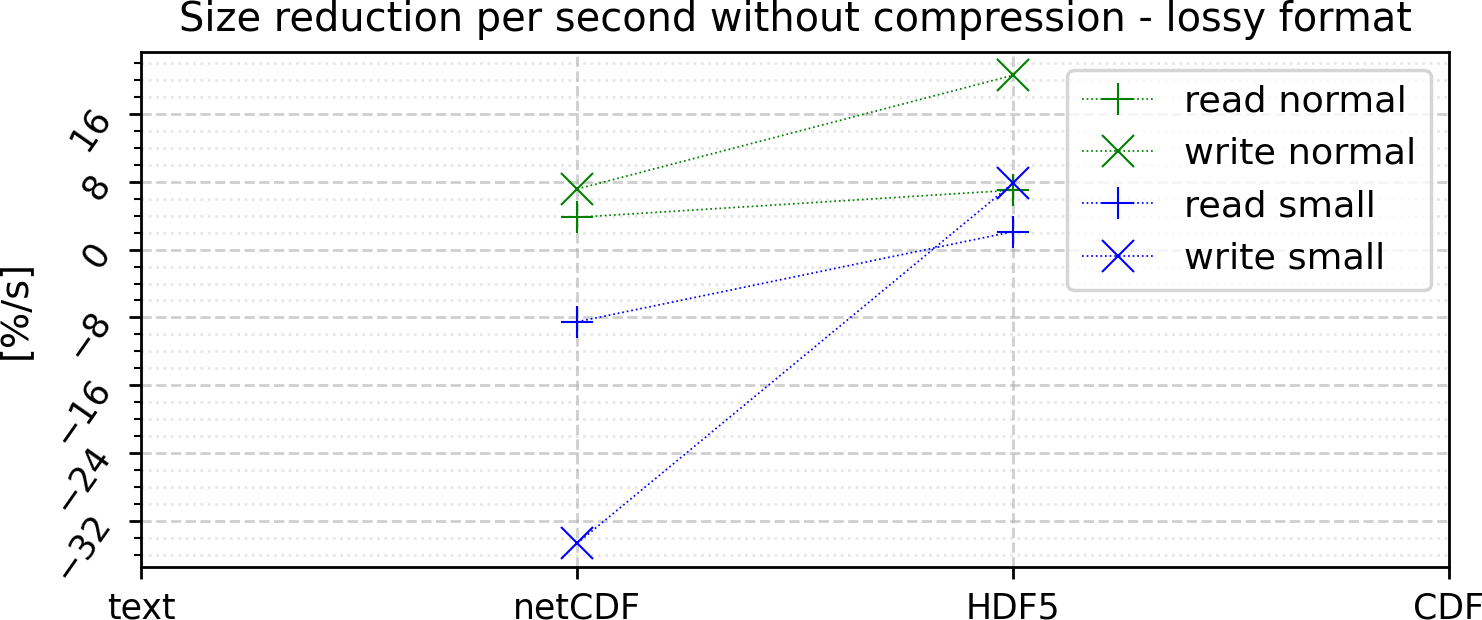 Size reduction per second without compression - lossy format
[%/s]
16
8
0
−8
−16
−24
−32
read normal
write normal
read small
write small
text netCDF HDF5 CDF